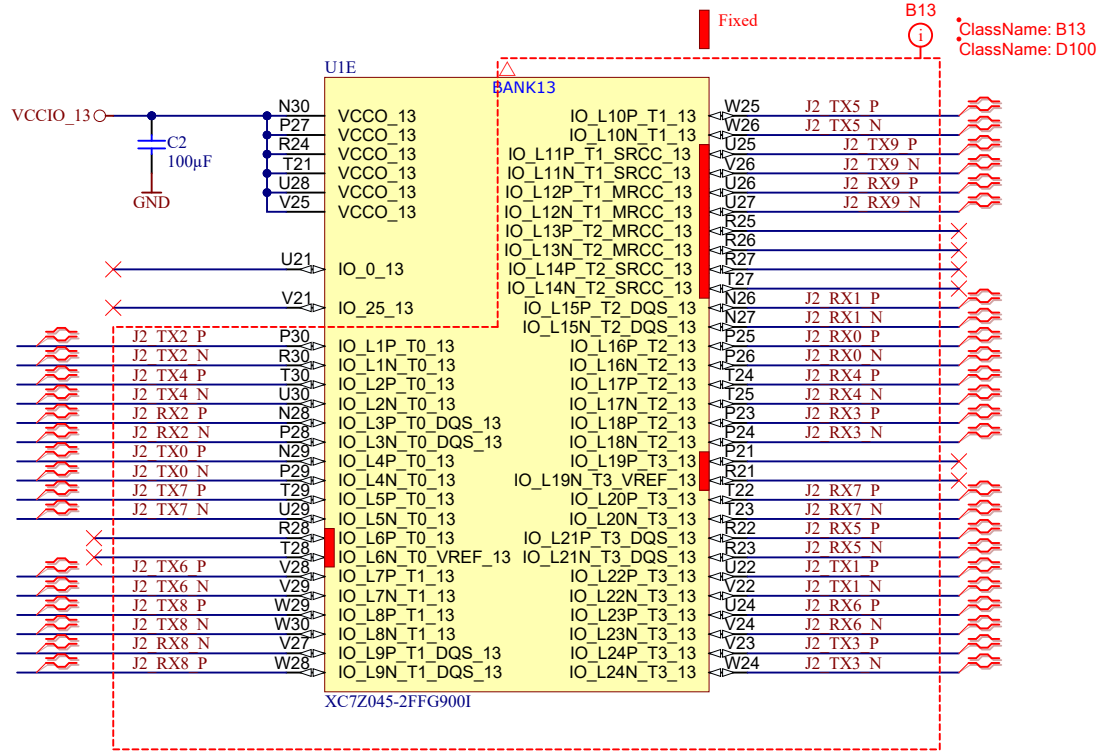 Fixed
B13
i
ClassName: B13
ClassName: D100
U1E
BANK13
VCCIO_13
C2
100µF
GND
N30 VCCO_13
P27 VCCO_13
R24 VCCO_13
T21 VCCO_13
U28 VCCO_13
V25 VCCO_13
U21 IO_0_13
V21 IO_25_13
J2_TX2_P P30 IO_L1P_T0_13
J2_TX2_N R30 IO_L1N_T0_13
J2_TX4_P T30 IO_L2P_T0_13
J2_TX4_N U30 IO_L2N_T0_13
J2_RX2_P N28 IO_L3P_T0_DQS_13
J2_RX2_N P28 IO_L3N_T0_DQS_13
J2_TX0_P N29 IO_L4P_T0_13
J2_TX0_N P29 IO_L4N_T0_13
J2_TX7_P T29 IO_L5P_T0_13
J2_TX7_N U29 IO_L5N_T0_13
R28 IO_L6P_T0_13
T28 IO_L6N_T0_VREF_13
J2_TX6_P V28 IO_L7P_T1_13
J2_TX6_N V29 IO_L7N_T1_13
J2_TX8_P W29 IO_L8P_T1_13
J2_TX8_N W30 IO_L8N_T1_13
J2_RX8_N V27 IO_L9P_T1_DQS_13
J2_RX8_P W28 IO_L9N_T1_DQS_13
IO_L10P_T1_13 W25 J2_TX5_P
IO_L10N_T1_13 W26 J2_TX5_N
IO_L11P_T1_SRCC_13 U25 J2_TX9_P
IO_L11N_T1_SRCC_13 V26 J2_TX9_N
IO_L12P_T1_MRCC_13 U26 J2_RX9_P
IO_L12N_T1_MRCC_13 U27 J2_RX9_N
IO_L13P_T2_MRCC_13 R25
IO_L13N_T2_MRCC_13 R26
IO_L14P_T2_SRCC_13 R27
IO_L14N_T2_SRCC_13 T27
IO_L15P_T2_DQS_13 N26 J2_RX1_P
IO_L15N_T2_DQS_13 N27 J2_RX1_N
IO_L16P_T2_13 P25 J2_RX0_P
IO_L16N_T2_13 P26 J2_RX0_N
IO_L17P_T2_13 T24 J2_RX4_P
IO_L17N_T2_13 T25 J2_RX4_N
IO_L18P_T2_13 P23 J2_RX3_P
IO_L18N_T2_13 P24 J2_RX3_N
IO_L19P_T3_13 P21
IO_L19N_T3_VREF_13 R21
IO_L20P_T3_13 T22 J2_RX7_P
IO_L20N_T3_13 T23 J2_RX7_N
IO_L21P_T3_DQS_13 R22 J2_RX5_P
IO_L21N_T3_DQS_13 R23 J2_RX5_N
IO_L22P_T3_13 U22 J2_TX1_P
IO_L22N_T3_13 V22 J2_TX1_N
IO_L23P_T3_13 U24 J2_RX6_P
IO_L23N_T3_13 V24 J2_RX6_N
IO_L24P_T3_13 V23 J2_TX3_P
IO_L24N_T3_13 W24 J2_TX3_N
XC7Z045-2FFG900I